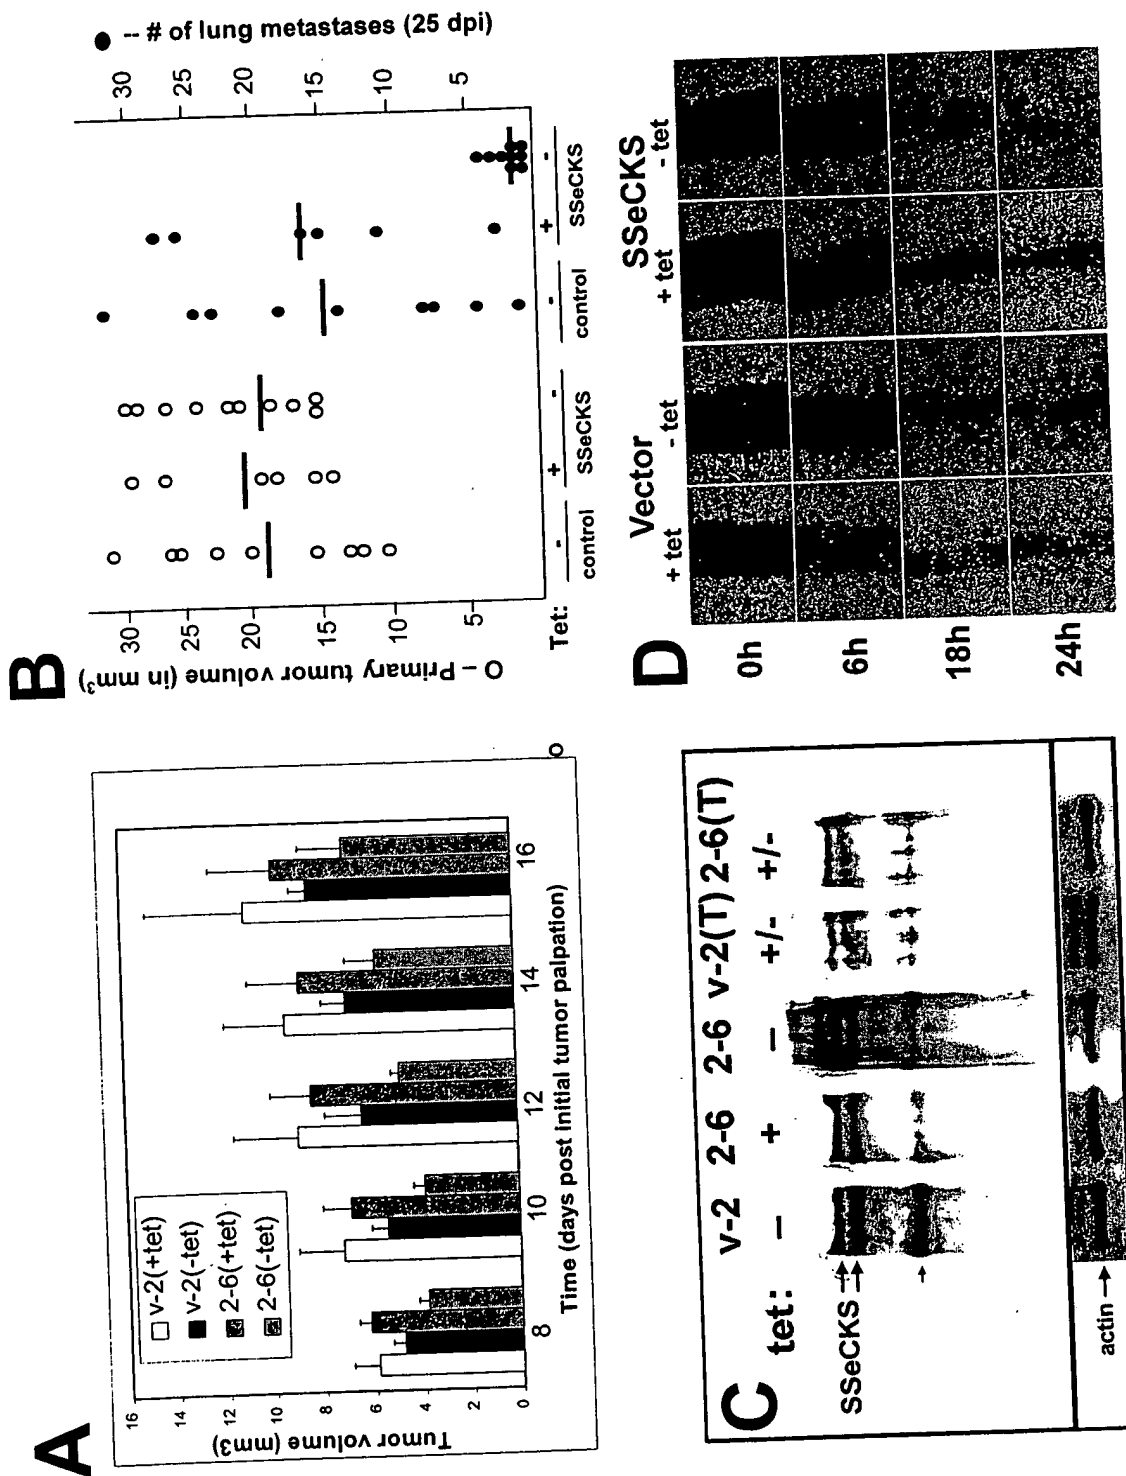 A
Tumor volume (mm3)
16
14
12
10
8
6
4
2
0
v-2(+tet)
v-2(-tet)
2-6(+tet)
2-6(-tet)
8 10 12 14 16
Time (days post initial tumor palpation)
o
B
O – Primary tumor volume (in mm³)
30
25
20
15
10
5
● -- # of lung metastases (25 dpi)
30
25
20
15
10
5
Tet: - + - - + -
control SSeCKS control SSeCKS
C
v-2 2-6 2-6 v-2(T) 2-6(T)
tet: – + – +/- +/-
SSeCKS
actin
D
Vector SSeCKS
+ tet - tet + tet - tet
0h
6h
18h
24h